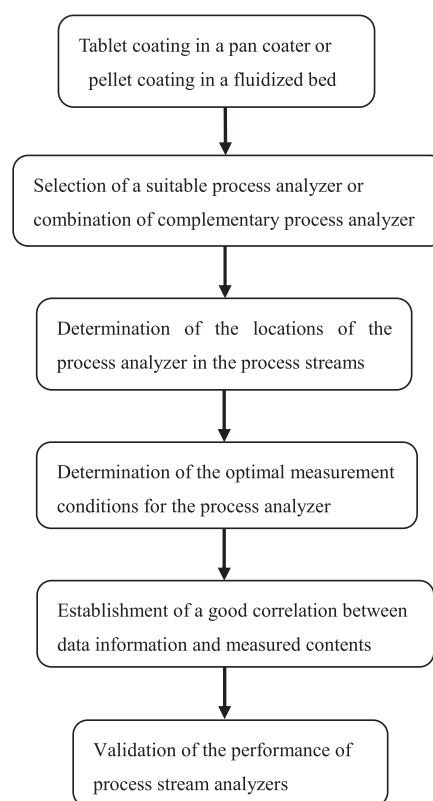 Tablet coating in a pan coater or
pellet coating in a fluidized bed
Selection of a suitable process analyzer or
combination of complementary process analyzer
Determination of the locations of the
process analyzer in the process streams
Determination of the optimal measurement
conditions for the process analyzer
Establishment of a good correlation between
data information and measured contents
Validation of the performance of
process stream analyzers